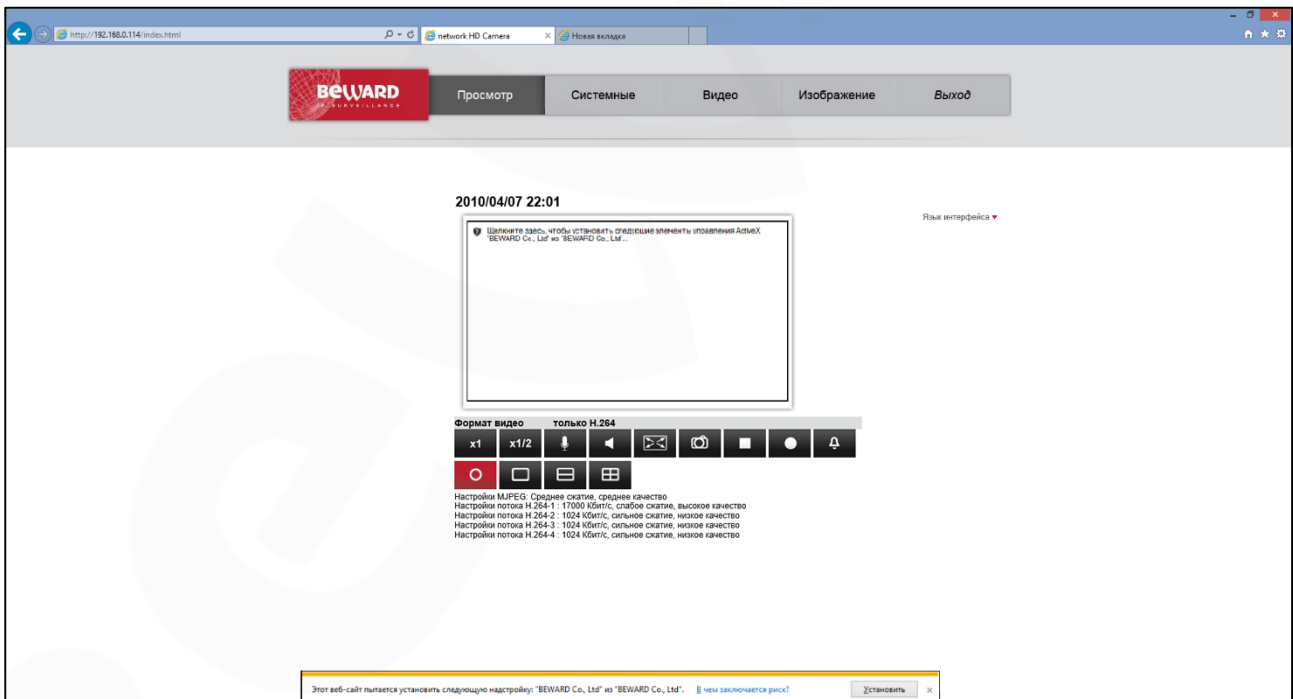 http://192.168.0.114/index.html
network HD Camera
Новая вкладка
BEWARD
Просмотр
Системные
Видео
Изображение
Выход
2010/04/07 22:01
Язык интерфейса
Щелкните здесь, чтобы установить следующие элементы управления ActiveX
"BEWARD Co., Ltd" из "BEWARD Co., Ltd ...
Формат видео только H.264
x1
x1/2
Настройки MJPEG: Среднее сжатие, среднее качество
Настройки потока H.264-1 : 17000 Кбит/с, слабое сжатие, высокое качество
Настройки потока H.264-2 : 1024 Кбит/с, сильное сжатие, низкое качество
Настройки потока H.264-3 : 1024 Кбит/с, сильное сжатие, низкое качество
Настройки потока H.264-4 : 1024 Кбит/с, сильное сжатие, низкое качество
Этот веб-сайт пытается установить следующую надстройку: "BEWARD Co., Ltd" из "BEWARD Co., Ltd". В чем заключается риск? Установить